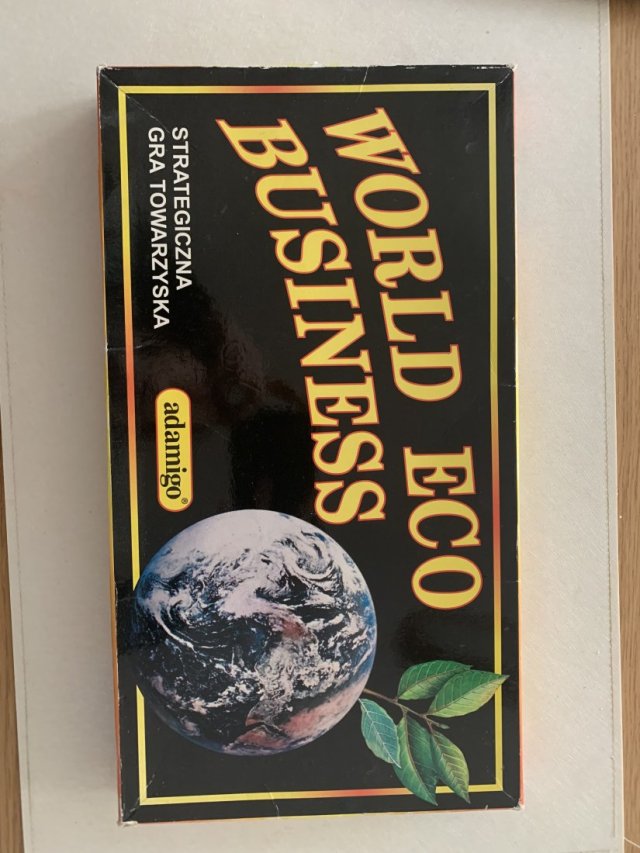 WORLD ECO
BUSINESS
STRATEGICZNA
GRA TOWARZYSKA
adamigo®